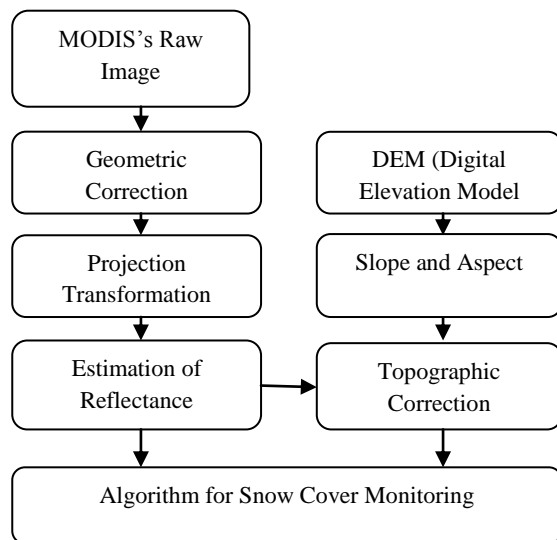 MODIS’s Raw
Image
Geometric
Correction
DEM (Digital
Elevation Model
Projection
Transformation
Slope and Aspect
Estimation of
Reflectance
Topographic
Correction
Algorithm for Snow Cover Monitoring